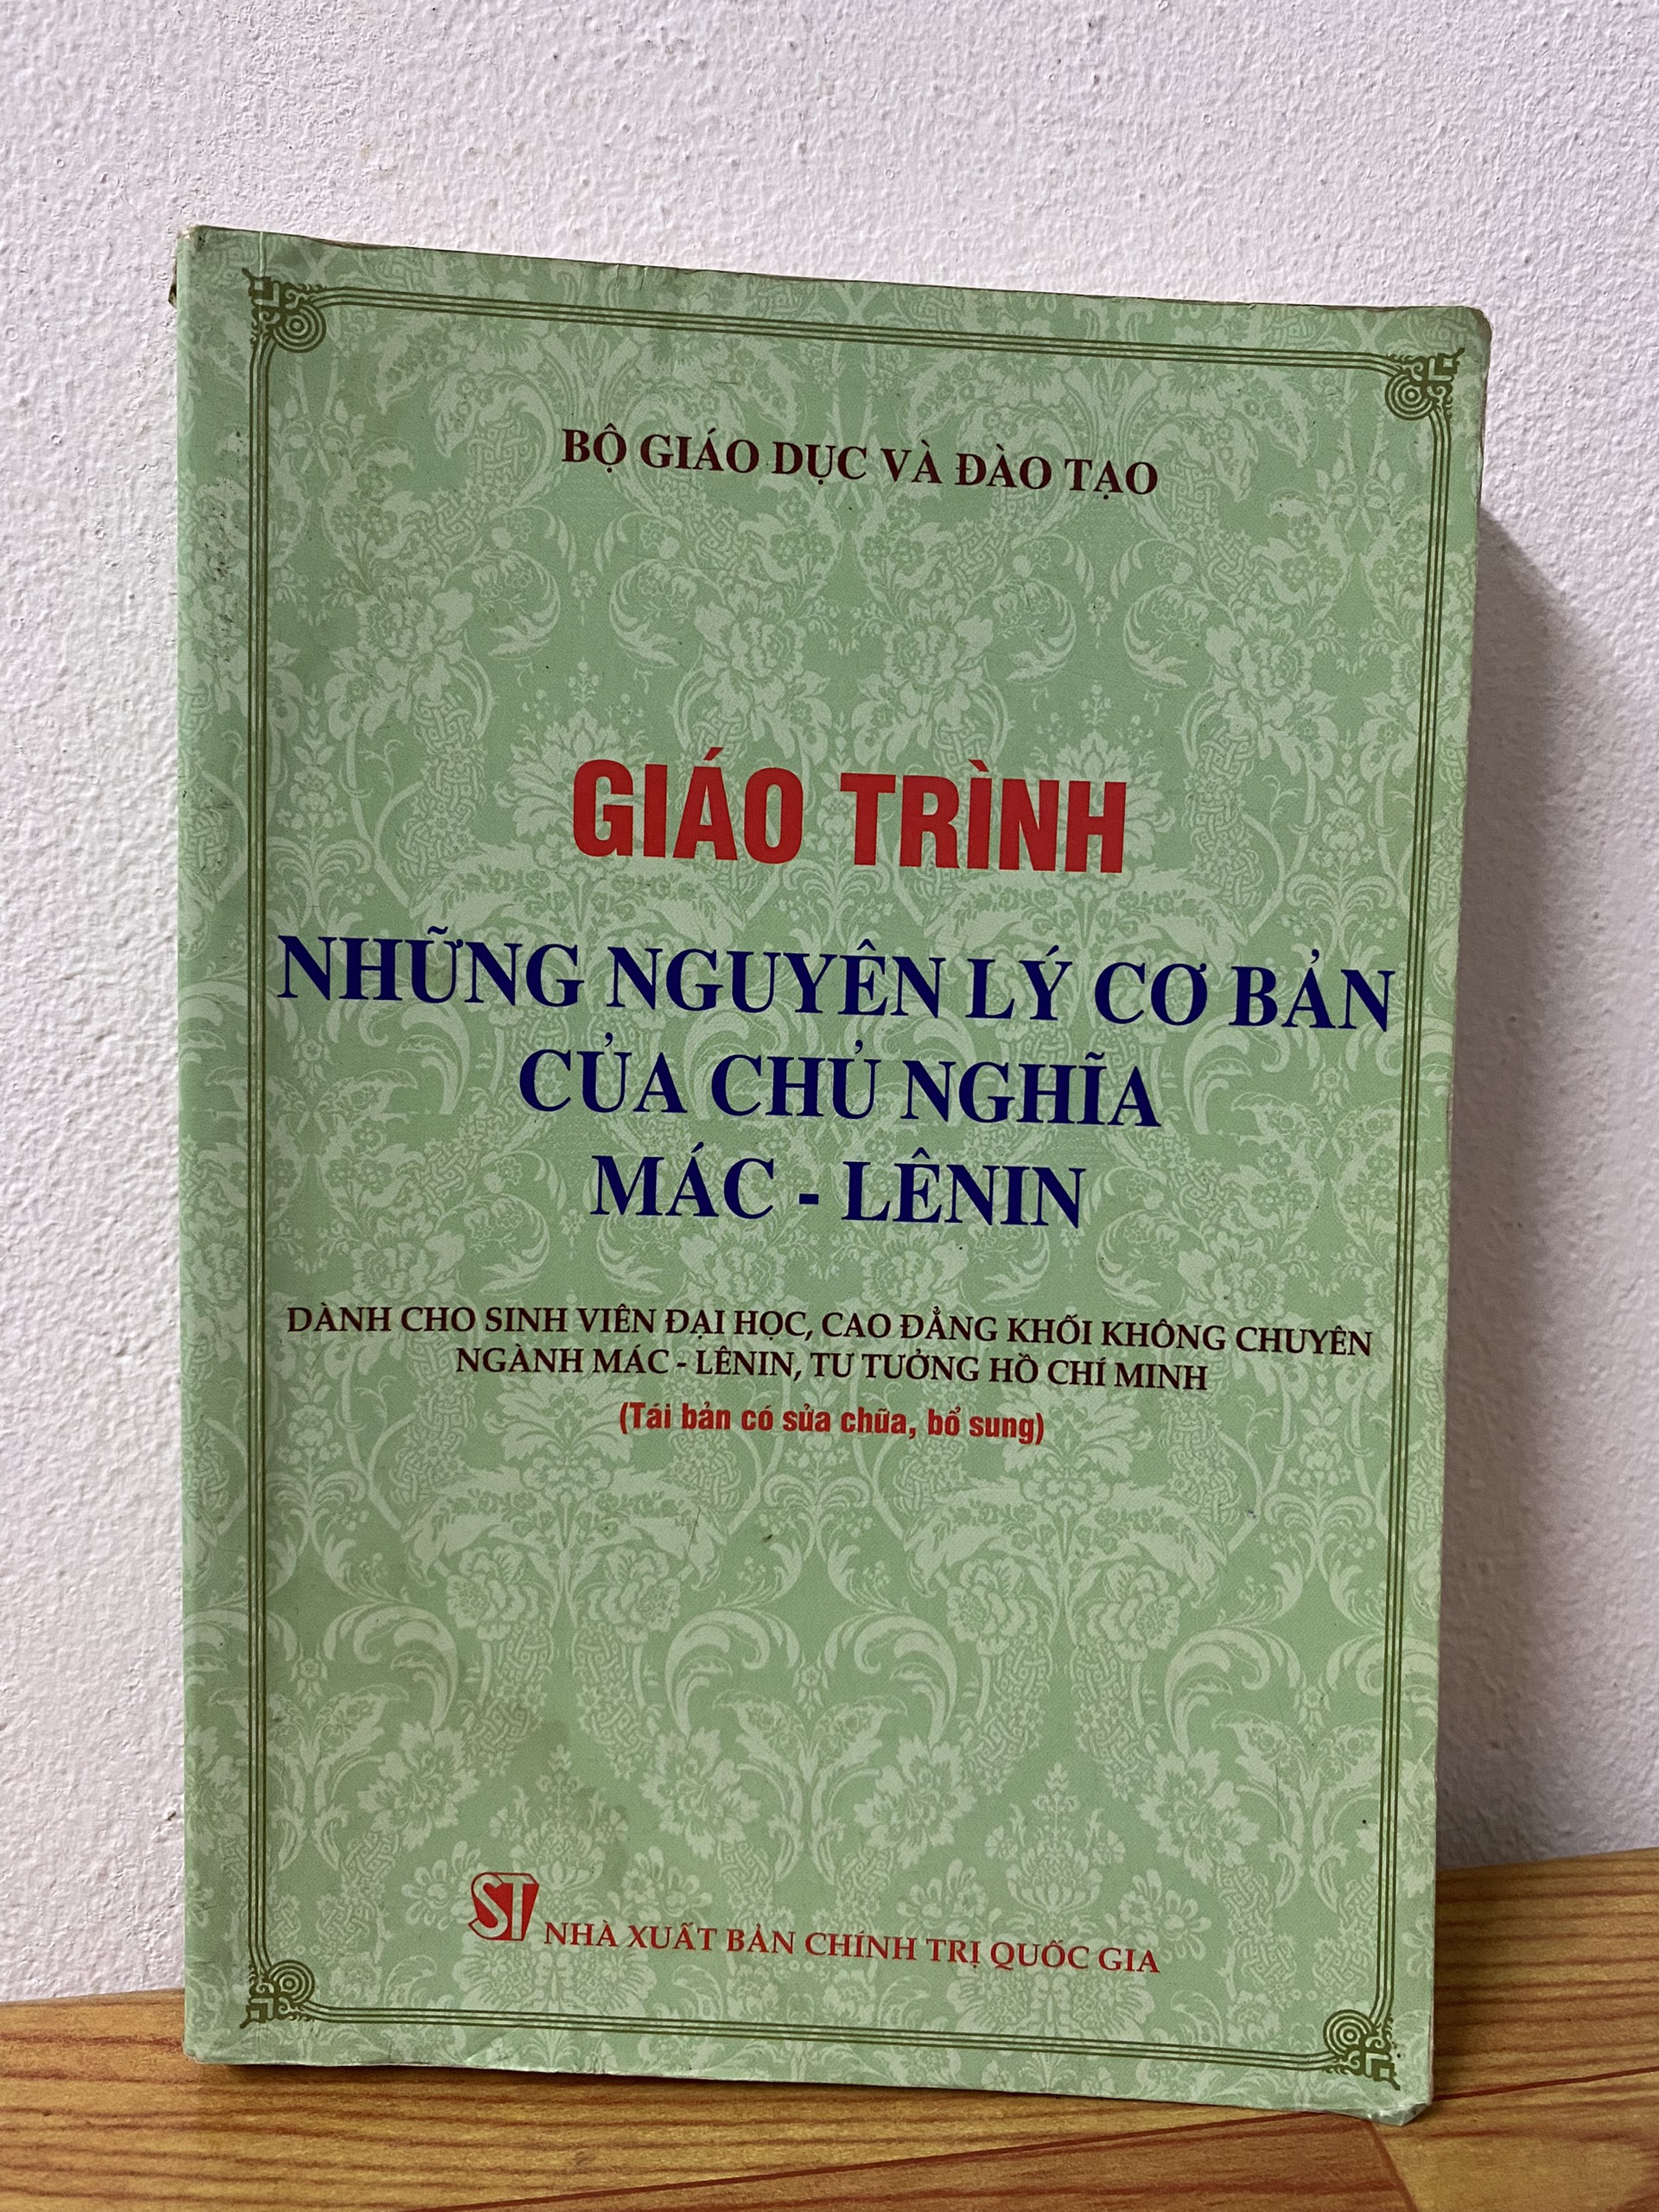 BỘ GIÁO DỤC VÀ ĐÀO TẠO
GIÁO TRÌNH
NHỮNG NGUYÊN LÝ CƠ BẢN
CỦA CHỦ NGHĨA
MÁC - LÊNIN
DÀNH CHO SINH VIÊN ĐẠI HỌC, CAO ĐẲNG KHỐI KHÔNG CHUYÊN
NGÀNH MÁC - LÊNIN, TƯ TƯỞNG HỒ CHÍ MINH
(Tái bản có sửa chữa, bổ sung)
ST NHÀ XUẤT BẢN CHÍNH TRỊ QUỐC GIA